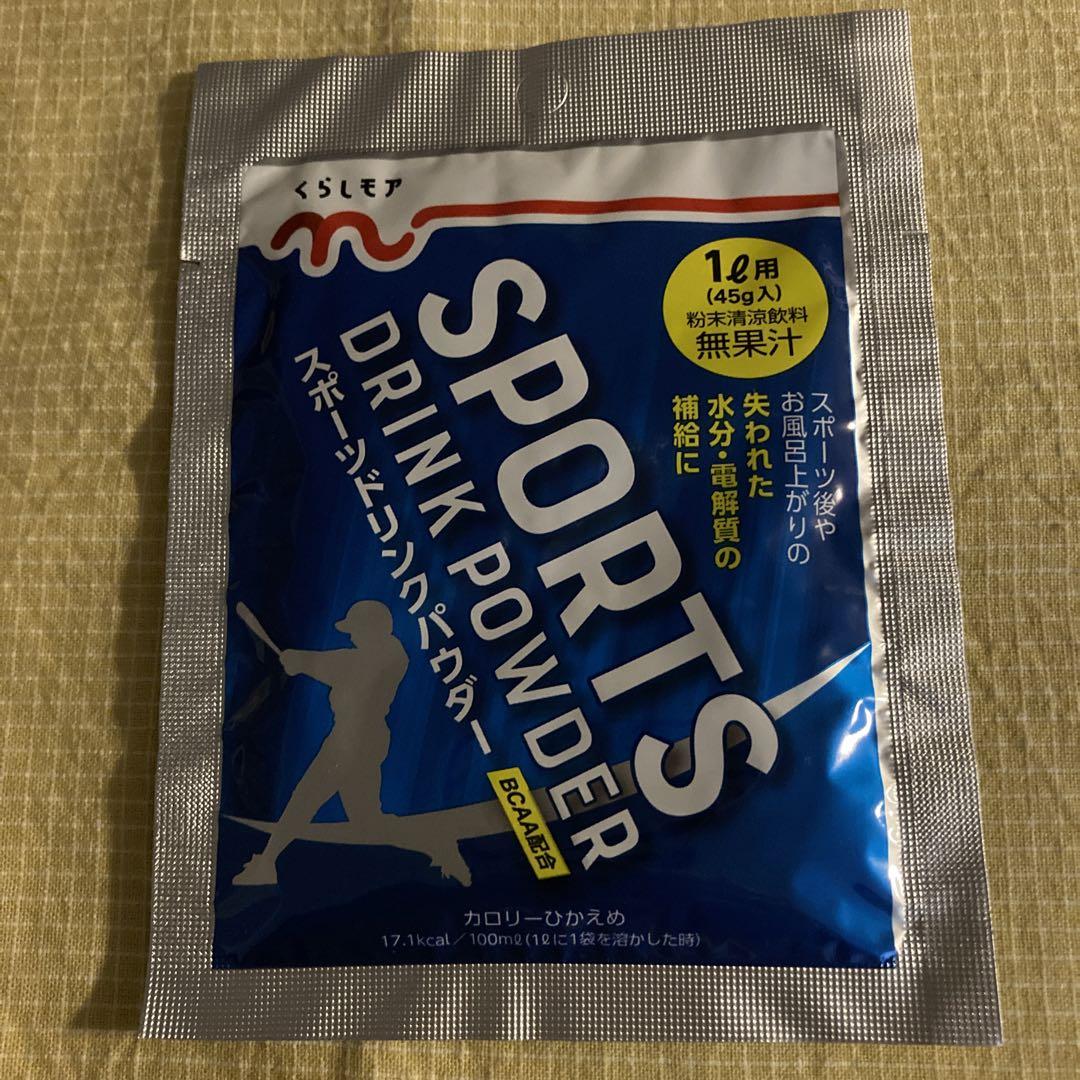 くらしモア
1ℓ用
(45g入)
粉末清涼飲料
無果汁
スポーツ後や
お風呂上がりの
失われた
水分・電解質の
補給に
SPORTS
DRINK POWDER
スポーツドリンクパウダー
BCAA配合
カロリーひかえめ
17.1kcal/100mℓ(1ℓに1袋を溶かした時)